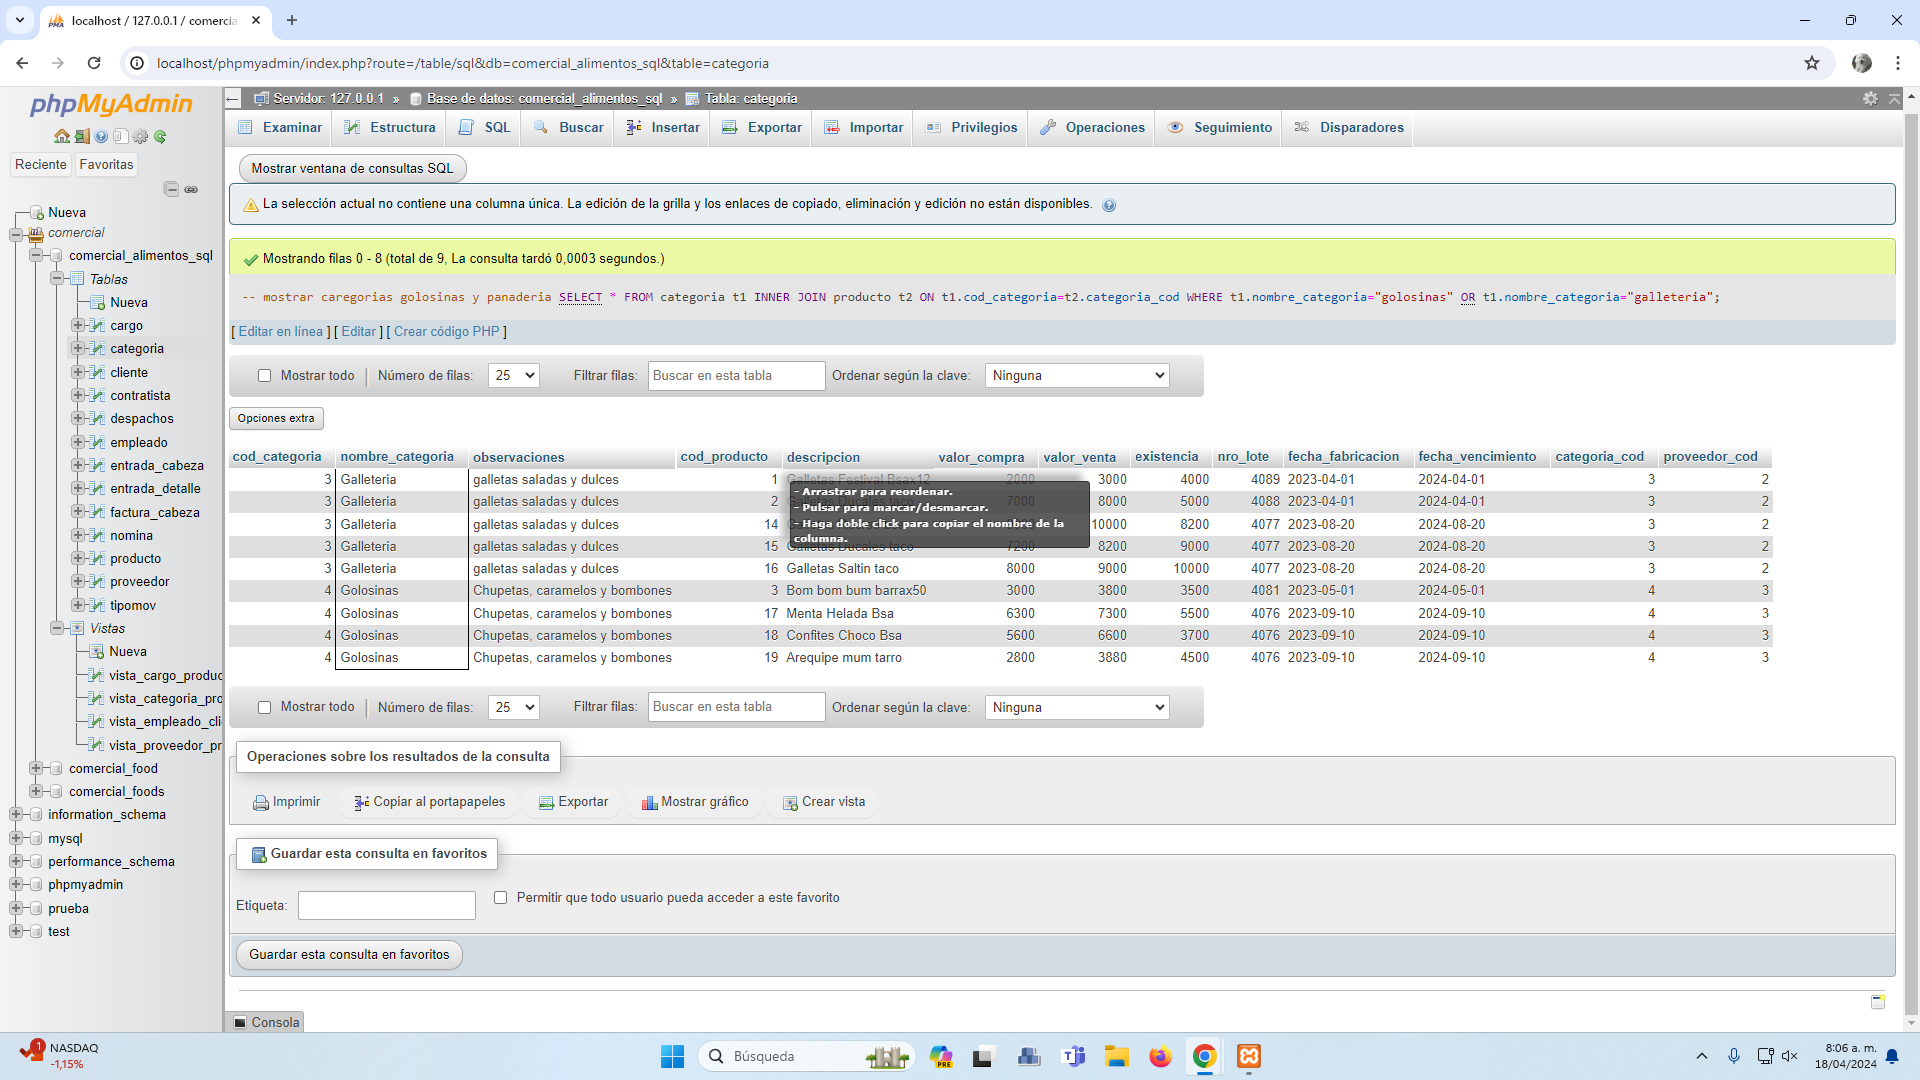 localhost / 127.0.0.1 / comercia
localhost/phpmyadmin/index.php?route=/table/sql&db=comercial_alimentos_sql&table=categoria
phpMyAdmin
Reciente
Favoritas
Nueva
comercial
comercial_alimentos_sql
Tablas
Nueva
cargo
categoria
cliente
contratista
despachos
empleado
entrada_cabeza
entrada_detalle
factura_cabeza
nomina
producto
proveedor
tipomov
Vistas
Nueva
vista_cargo_produc
vista_categoria_pro
vista_empleado_cli
vista_proveedor_pr
comercial_food
comercial_foods
information_schema
mysql
performance_schema
phpmyadmin
prueba
test
Servidor: 127.0.0.1 » Base de datos: comercial_alimentos_sql » Tabla: categoria
Examinar Estructura SQL Buscar Insertar Exportar Importar Privilegios Operaciones Seguimiento Disparadores
Mostrar ventana de consultas SQL
La selección actual no contiene una columna única. La edición de la grilla y los enlaces de copiado, eliminación y edición no están disponibles.
Mostrando filas 0 - 8 (total de 9, La consulta tardó 0,0003 segundos.)
-- mostrar caregorias golosinas y panaderia SELECT * FROM categoria t1 INNER JOIN producto t2 ON t1.cod_categoria=t2.categoria_cod WHERE t1.nombre_categoria="golosinas" OR t1.nombre_categoria="galleteria";
[ Editar en línea ] [ Editar ] [ Crear código PHP ]
Mostrar todo | Número de filas: 25 Filtrar filas: Buscar en esta tabla Ordenar según la clave: Ninguna
Opciones extra
cod_categoria nombre_categoria observaciones cod_producto descripcion valor_compra valor_venta existencia nro_lote fecha_fabricacion fecha_vencimiento categoria_cod proveedor_cod
3 Galleteria galletas saladas y dulces 1 Galletas Festival Bsax12 2000 3000 4000 4089 2023-04-01 2024-04-01 3 2
3 Galleteria galletas saladas y dulces 2 Galletas Ducales taco 7000 8000 5000 4088 2023-04-01 2024-04-01 3 2
3 Galleteria galletas saladas y dulces 14 10000 8200 4077 2023-08-20 2024-08-20 3 2
3 Galleteria galletas saladas y dulces 15 Galletas Ducales taco 7200 8200 9000 4077 2023-08-20 2024-08-20 3 2
3 Galleteria galletas saladas y dulces 16 Galletas Saltin taco 8000 9000 10000 4077 2023-08-20 2024-08-20 3 2
4 Golosinas Chupetas, caramelos y bombones 3 Bom bom bum barrax50 3000 3800 3500 4081 2023-05-01 2024-05-01 4 3
4 Golosinas Chupetas, caramelos y bombones 17 Menta Helada Bsa 6300 7300 5500 4076 2023-09-10 2024-09-10 4 3
4 Golosinas Chupetas, caramelos y bombones 18 Confites Choco Bsa 5600 6600 3700 4076 2023-09-10 2024-09-10 4 3
4 Golosinas Chupetas, caramelos y bombones 19 Arequipe mum tarro 2800 3880 4500 4076 2023-09-10 2024-09-10 4 3
- Arrastrar para reordenar.
- Pulsar para marcar/desmarcar.
- Haga doble click para copiar el nombre de la
columna.
Mostrar todo | Número de filas: 25 Filtrar filas: Buscar en esta tabla Ordenar según la clave: Ninguna
Operaciones sobre los resultados de la consulta
Imprimir Copiar al portapapeles Exportar Mostrar gráfico Crear vista
Guardar esta consulta en favoritos
Etiqueta: Permitir que todo usuario pueda acceder a este favorito
Guardar esta consulta en favoritos
Consola
1
NASDAQ
-1,15%
Búsqueda
PRE
8:06 a. m.
18/04/2024